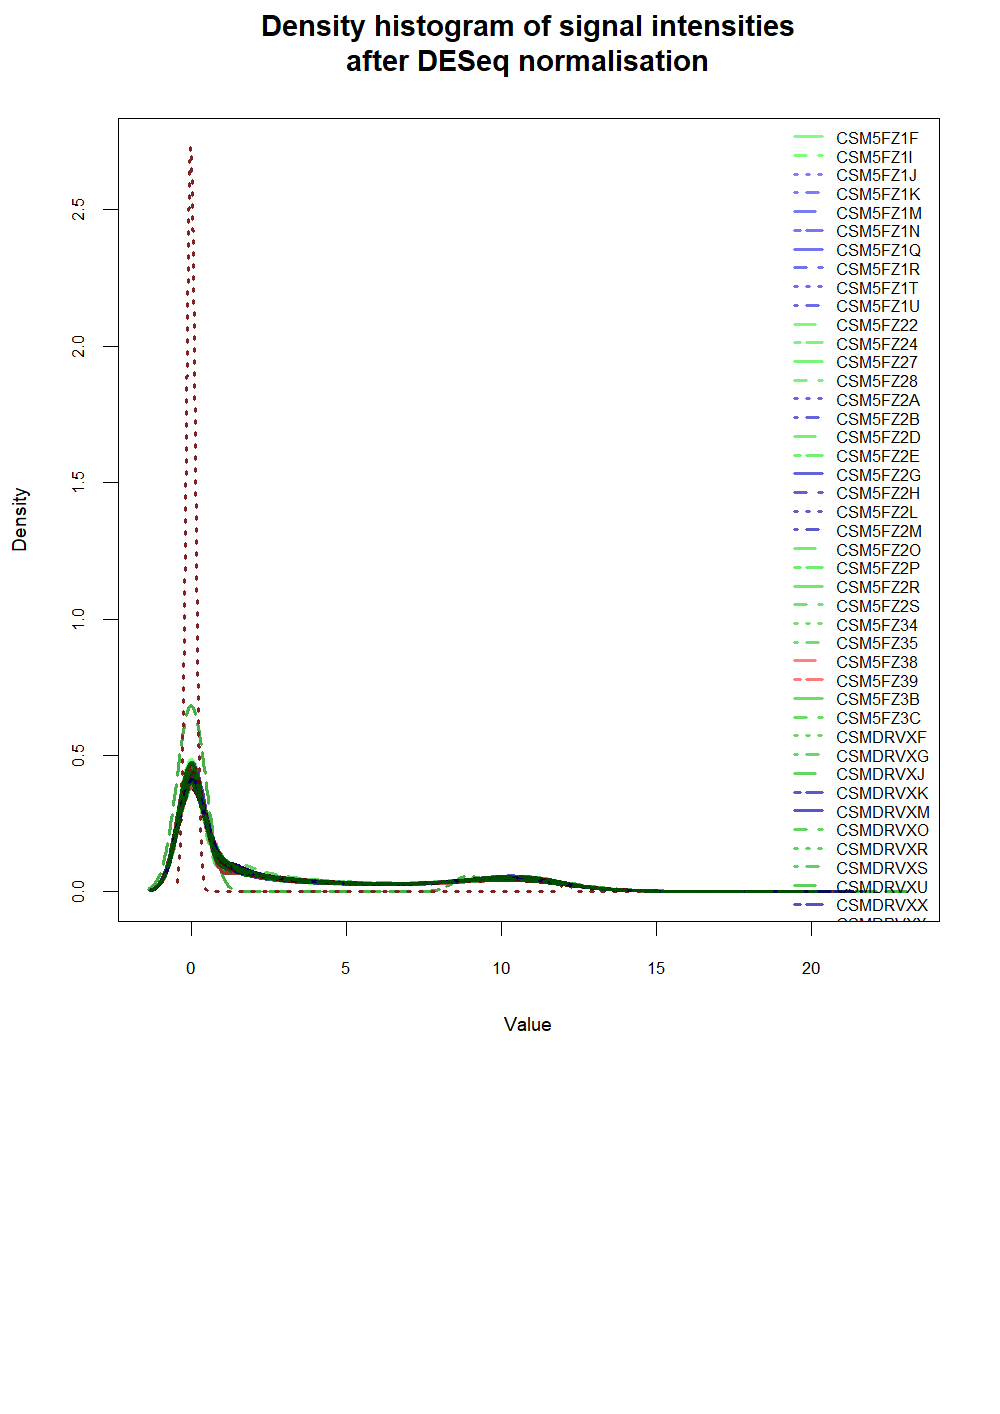 Density histogram of signal intensities
after DESeq normalisation
CSM5FZ1F
CSM5FZ1I
CSM5FZ1J
CSM5FZ1K
CSM5FZ1M
CSM5FZ1N
CSM5FZ1Q
CSM5FZ1R
CSM5FZ1T
CSM5FZ1U
CSM5FZ22
CSM5FZ24
CSM5FZ27
CSM5FZ28
CSM5FZ2A
CSM5FZ2B
CSM5FZ2D
CSM5FZ2E
CSM5FZ2G
CSM5FZ2H
CSM5FZ2L
CSM5FZ2M
CSM5FZ2O
CSM5FZ2P
CSM5FZ2R
CSM5FZ2S
CSM5FZ34
CSM5FZ35
CSM5FZ38
CSM5FZ39
CSM5FZ3B
CSM5FZ3C
CSMDRVXF
CSMDRVXG
CSMDRVXJ
CSMDRVXK
CSMDRVXM
CSMDRVXO
CSMDRVXR
CSMDRVXS
CSMDRVXU
CSMDRVXX
2.5
2.0
1.5
1.0
0.5
0.0
Density
0 5 10 15 20
Value